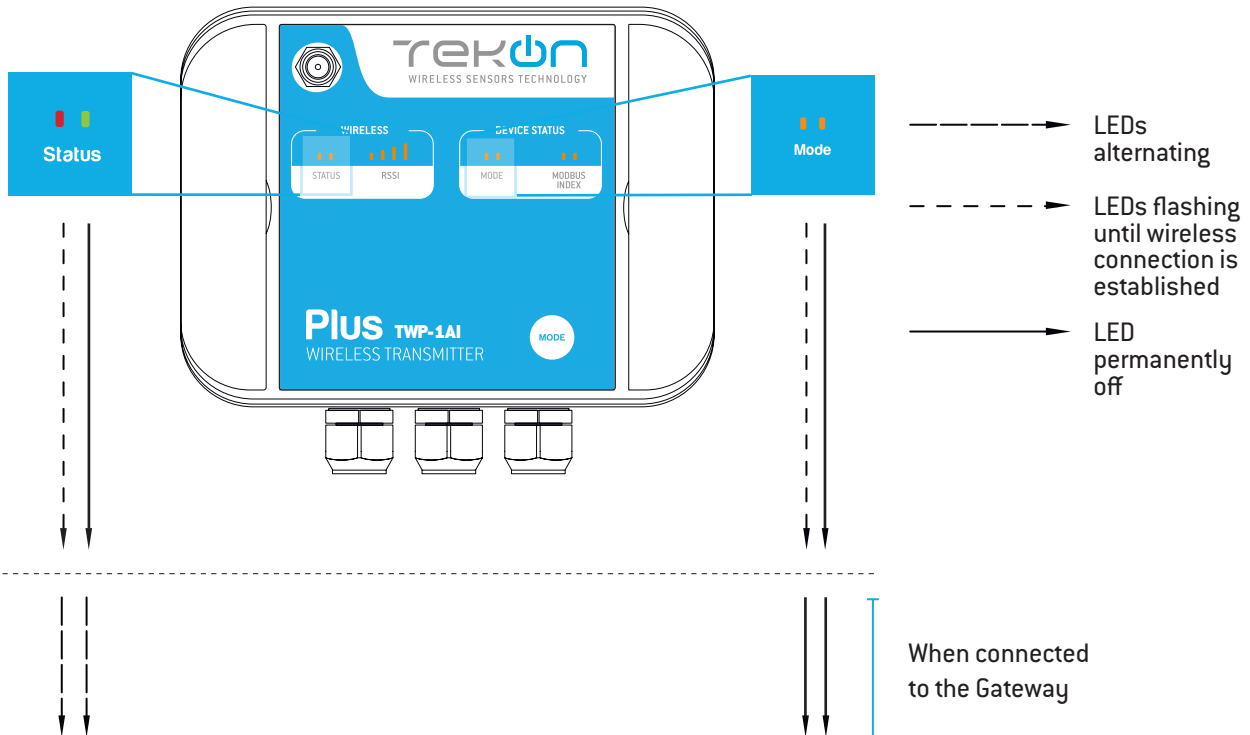 TEKON
WIRELESS SENSORS TECHNOLOGY
WIRELESS
DEVICE STATUS
STATUS
RSSI
MODE
MODBUS
INDEX
Status
Mode
Plus TWP-1AI
WIRELESS TRANSMITTER
MODE
LEDs
alternating
LEDs flashing
until wireless
connection is
established
LED
permanently
off
When connected
to the Gateway